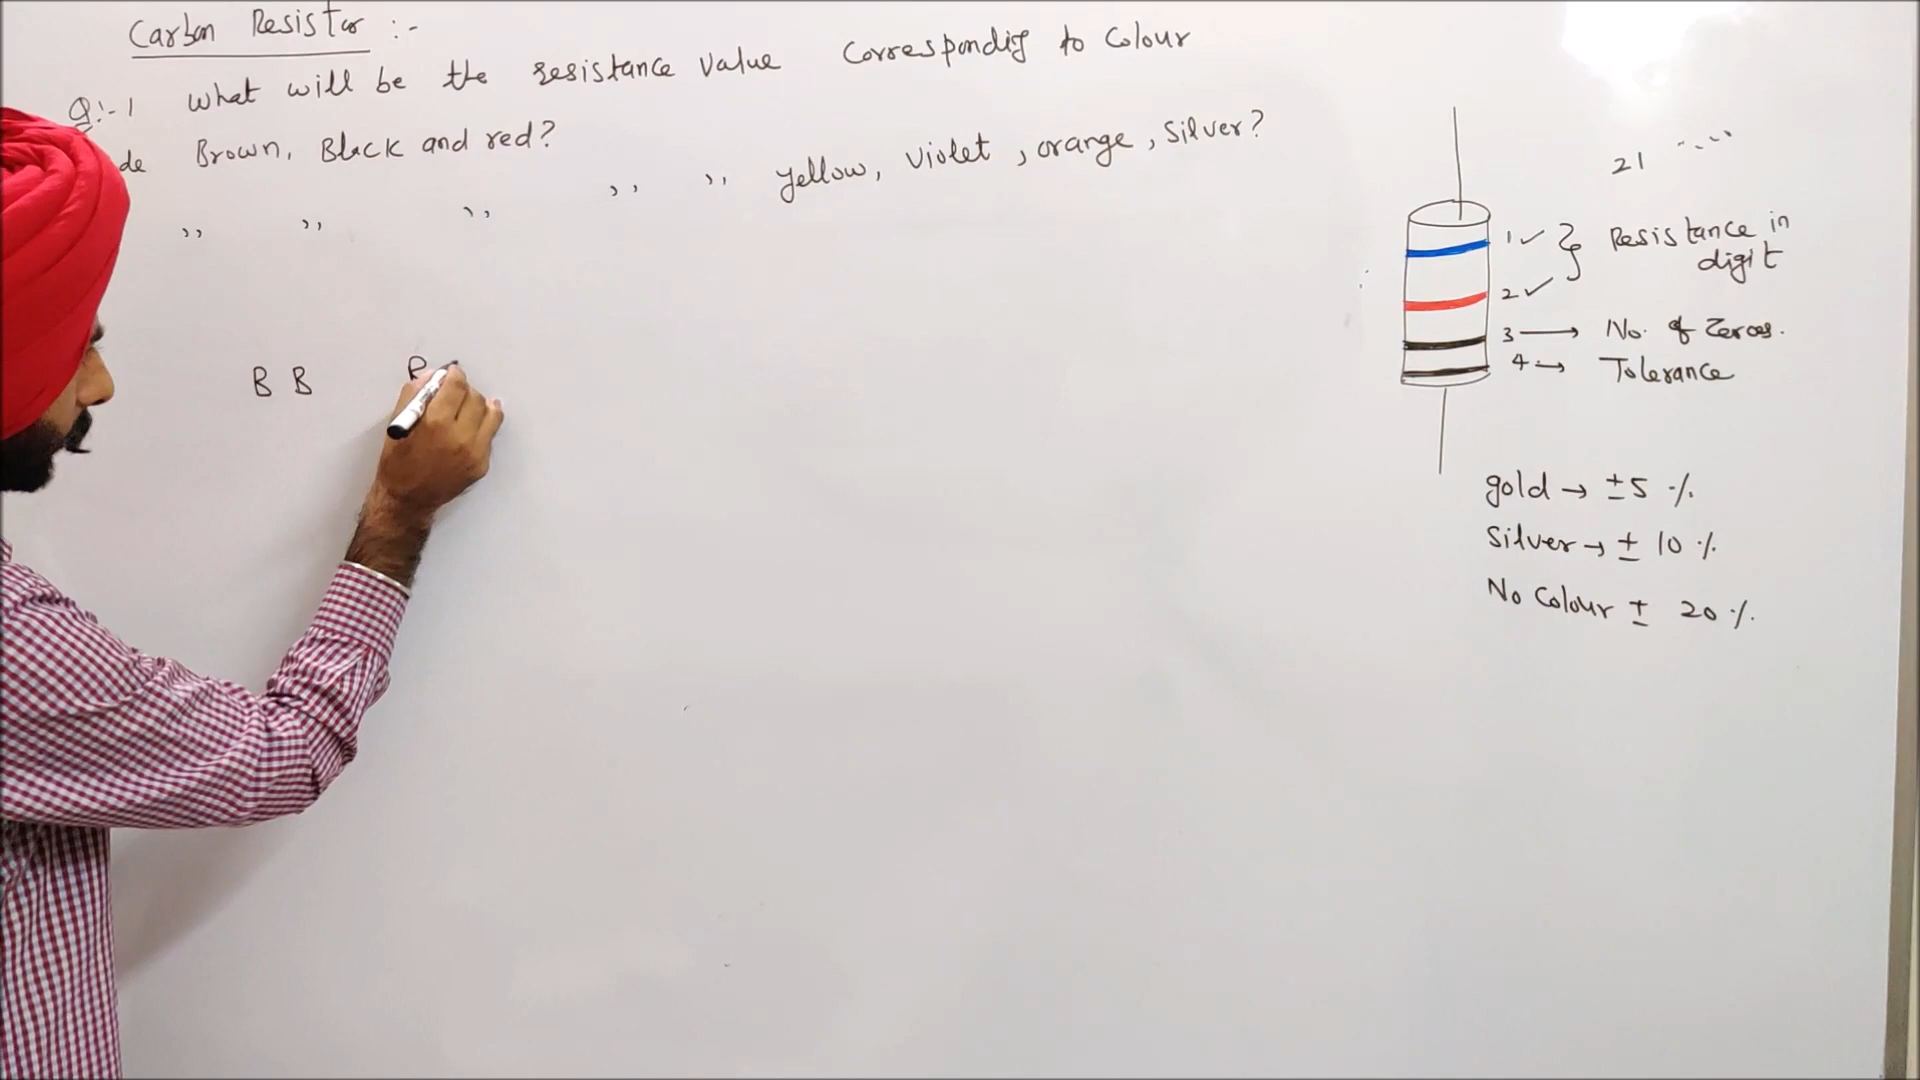 Carbon Resistor :-
Q:-1 What will be the resistance value Corresponding to Colour
de Brown, Black and red?
,, ,, ,, ,, ,, yellow, Violet, orange, Silver?
B B R
21 ....
1 ✓ } Resistance in
digit
2 ✓
3 → No. of Zeroes.
4 → Tolerance
gold → ±5 %
Silver → ± 10 %
No Colour ± 20 %